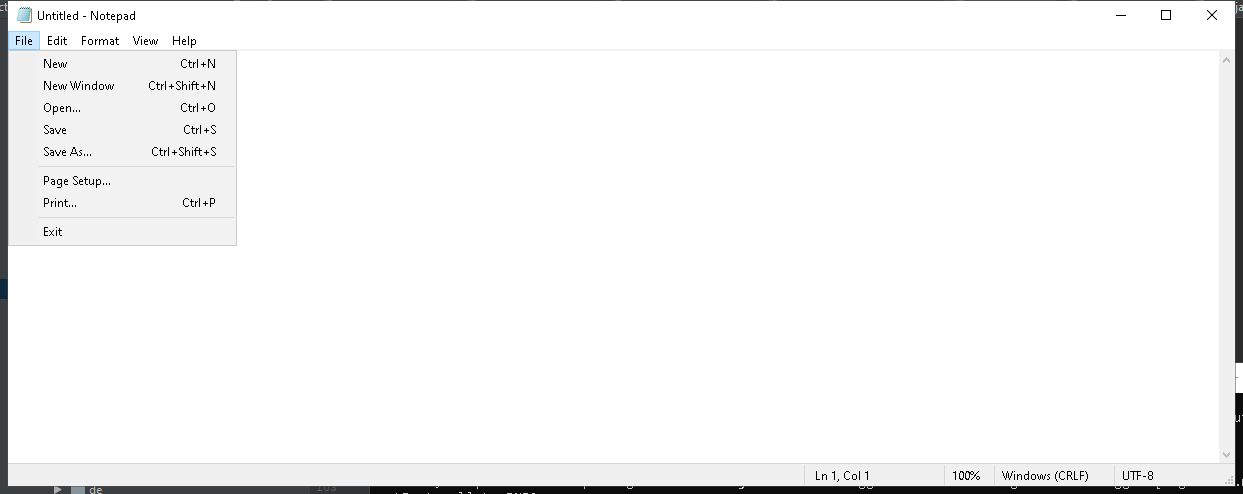 Untitled - Notepad
File Edit Format View Help
New Ctrl+N
New Window Ctrl+Shift+N
Open... Ctrl+O
Save Ctrl+S
Save As... Ctrl+Shift+S
Page Setup...
Print... Ctrl+P
Exit
Ln 1, Col 1 100% Windows (CRLF) UTF-8
de